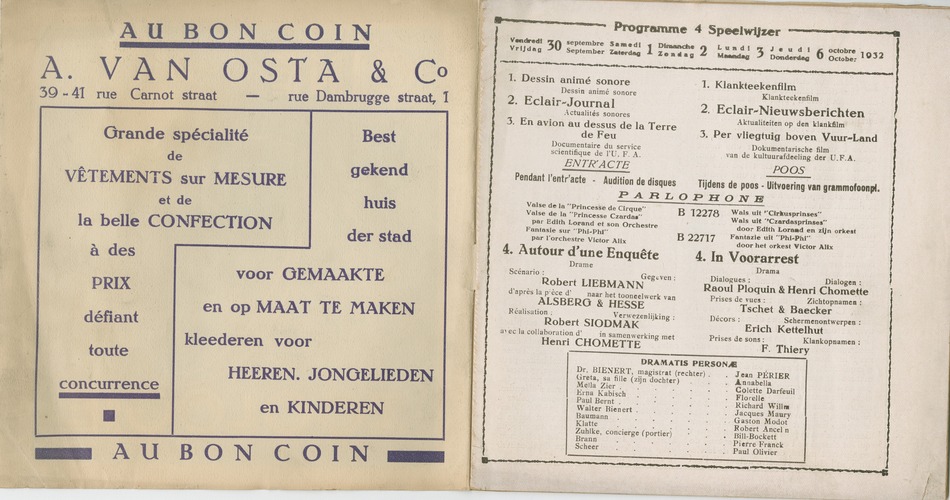 AU BON COIN
A. VAN OSTA & Co
39-41 rue Carnot straat — rue Dambrugge straat, 1
Grande spécialité
de
VÊTEMENTS sur MESURE
et de
la belle CONFECTION
à des
PRIX
défiant
toute
concurrence
Best
gekend
huis
der stad
voor GEMAAKTE
en op MAAT TE MAKEN
kleederen voor
HEEREN. JONGELIEDEN
en KINDEREN
AU BON COIN
Programme 4 Speelwijzer
Vendredi Vrijdag 30 septembre September Samedi Zaterdag 1 Dimanche Zondag 2 Lundi Maandag 3 Jeudi Donderdag 6 octobre October 1932
1. Dessin animé sonore
Dessin animé sonore
2. Eclair-Journal
Actualités sonores
3. En avion au dessus de la Terre
de Feu
Documentaire du service
scientifique de l'U. F. A.
ENTR'ACTE
Pendant l'entr'acte - Audition de disques
1. Klankteekenfilm
Klankteekenfilm
2. Eclair-Nieuwsberichten
Aktualiteiten op den klankfilm
3. Per vliegtuig boven Vuur-Land
Dokumentarische film
van de kultuurafdeeling der U.F.A.
POOS
Tijdens de poos - Uitvoering van grammofoonpl.
PARLOPHONE
Valse de la "Princesse de Cirque"
Valse de la "Princesse Czardas"
par Edith Lorand et son Orchestre
Fantasie sur "Phi-Phi"
par l'orchestre Victor Alix
B 12278
B 22717
Wals uit "Cirkusprinses"
Wals uit "Czardasprinses"
door Edith Lorand en zijn orkest
Fantazie uit "Phi-Phi"
door het orkest Victor Alix
4. Autour d'une Enquête
Drame
4. In Voorarrest
Drama
Scénario : Gegeven :
Robert LIEBMANN
d'après la pièce d' naar het tooneelwerk van
ALSBERG & HESSE
Réalisation : Verwezenlijking :
Robert SIODMAK
avec la collaboration d' in samenwerking met
Henri CHOMETTE
Dialogues : Dialogen :
Raoul Ploquin & Henri Chomette
Prises de vues : Zichtopnamen :
Tschet & Baecker
Décors : Schermenontwerpen :
Erich Kettelhut
Prises de sons : Klankopnamen :
F. Thiery
DRAMATIS PERSONÆ
Dr. BIENERT, magistrat (rechter) . . Jean PÉRIER
Greta, sa fille (zijn dochter) . . Annabella
Mella Zier . . . . Colette Darfeuil
Erna Kabisch . . . . Florelle
Paul Bernt . . . . Richard Willm
Walter Bienert . . . . Jacques Maury
Baumann . . . . Gaston Modot
Klatte . . . . Robert Ancelin
Zuhlke, concierge (portier) . . Bill-Bockett
Brann . . . . Pierre Franck
Scheer . . . . Paul Olivier